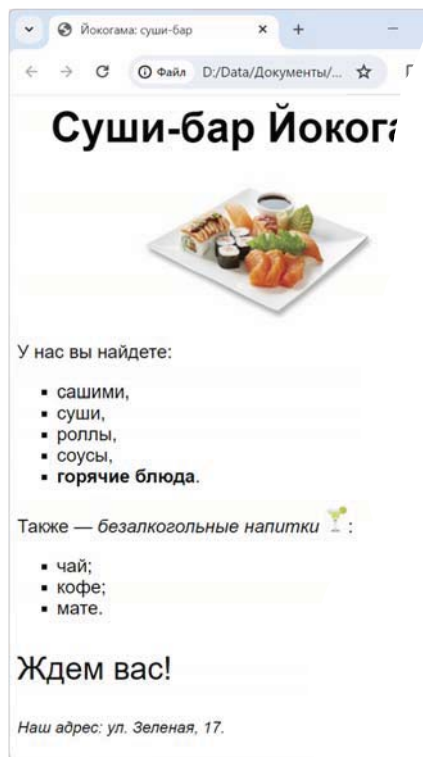 Йокогама: суши-бар
Файл D:/Data/Документы/...
Суши-бар Йокога
У нас вы найдете:
сашими,
суши,
роллы,
соусы,
горячие блюда.
Также — безалкогольные напитки :
чай;
кофе;
мате.
Ждем вас!
Наш адрес: ул. Зеленая, 17.